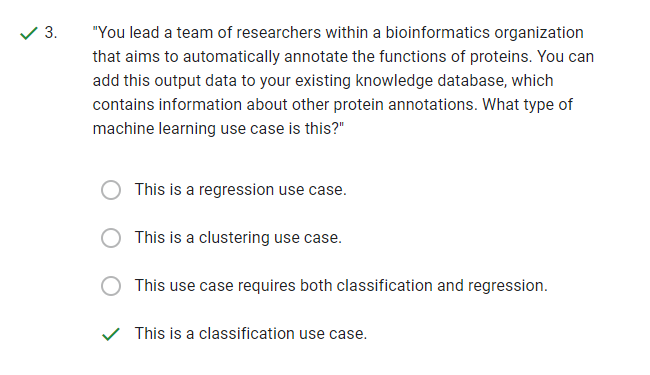 3.
"You lead a team of researchers within a bioinformatics organization
that aims to automatically annotate the functions of proteins. You can
add this output data to your existing knowledge database, which
contains information about other protein annotations. What type of
machine learning use case is this?"
This is a regression use case.
This is a clustering use case.
This use case requires both classification and regression.
This is a classification use case.